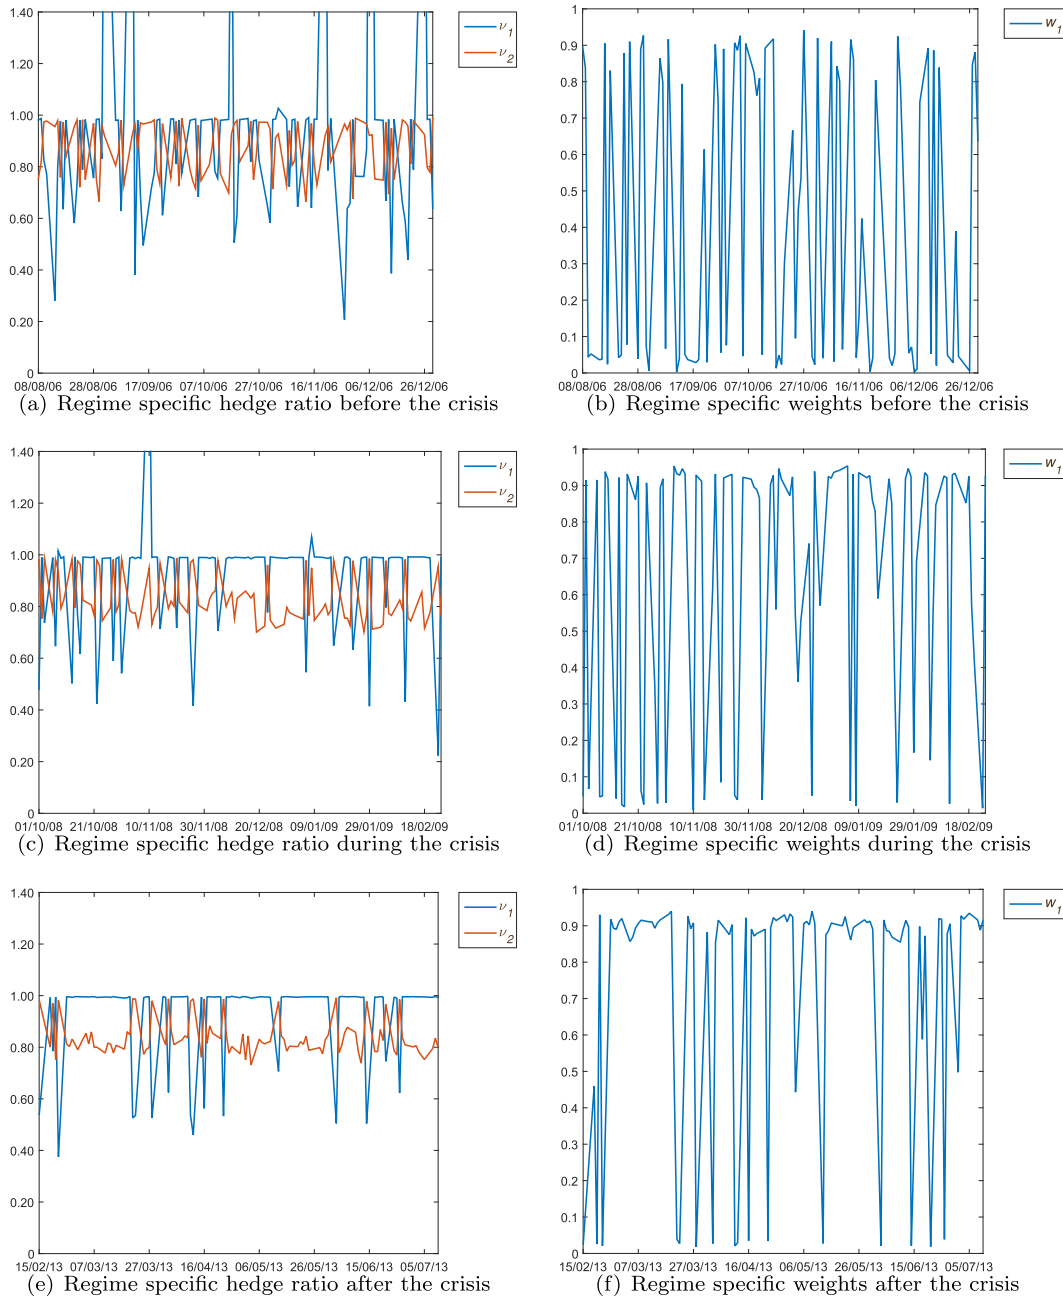 1.40
1.20
1.00
0.80
0.60
0.40
0.20
0
08/08/06 28/08/06 17/09/06 07/10/06 27/10/06 16/11/06 06/12/06 26/12/06
ν1
ν2
(a) Regime specific hedge ratio before the crisis
1
0.9
0.8
0.7
0.6
0.5
0.4
0.3
0.2
0.1
0
08/08/06 28/08/06 17/09/06 07/10/06 27/10/06 16/11/06 06/12/06 26/12/06
w1
(b) Regime specific weights before the crisis
1.40
1.20
1.00
0.80
0.60
0.40
0.20
0
01/10/08 21/10/08 10/11/08 30/11/08 20/12/08 09/01/09 29/01/09 18/02/09
ν1
ν2
(c) Regime specific hedge ratio during the crisis
1
0.9
0.8
0.7
0.6
0.5
0.4
0.3
0.2
0.1
0
01/10/08 21/10/08 10/11/08 30/11/08 20/12/08 09/01/09 29/01/09 18/02/09
w1
(d) Regime specific weights during the crisis
1.40
1.20
1.00
0.80
0.60
0.40
0.20
0
15/02/13 07/03/13 27/03/13 16/04/13 06/05/13 26/05/13 15/06/13 05/07/13
ν1
ν2
(e) Regime specific hedge ratio after the crisis
1
0.9
0.8
0.7
0.6
0.5
0.4
0.3
0.2
0.1
0
15/02/13 07/03/13 27/03/13 16/04/13 06/05/13 26/05/13 15/06/13 05/07/13
w1
(f) Regime specific weights after the crisis